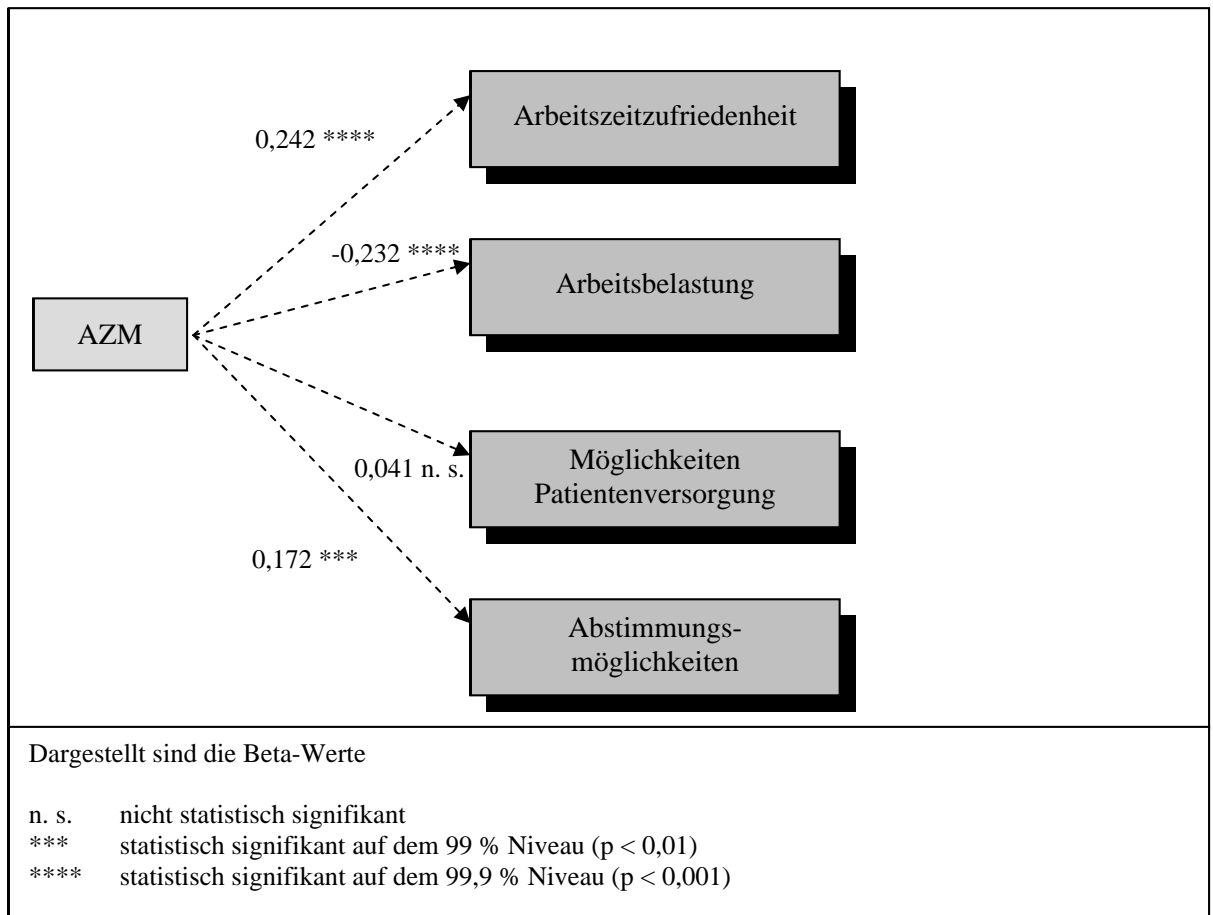 Arbeitszeitzufriedenheit
0,242 ****
-0,232 ****
Arbeitsbelastung
AZM
Möglichkeiten
Patientenversorgung
0,041 n. s.
0,172 ***
Abstimmungs-
möglichkeiten
Dargestellt sind die Beta-Werte
n. s. nicht statistisch signifikant
*** statistisch signifikant auf dem 99 % Niveau (p < 0,01)
**** statistisch signifikant auf dem 99,9 % Niveau (p < 0,001)